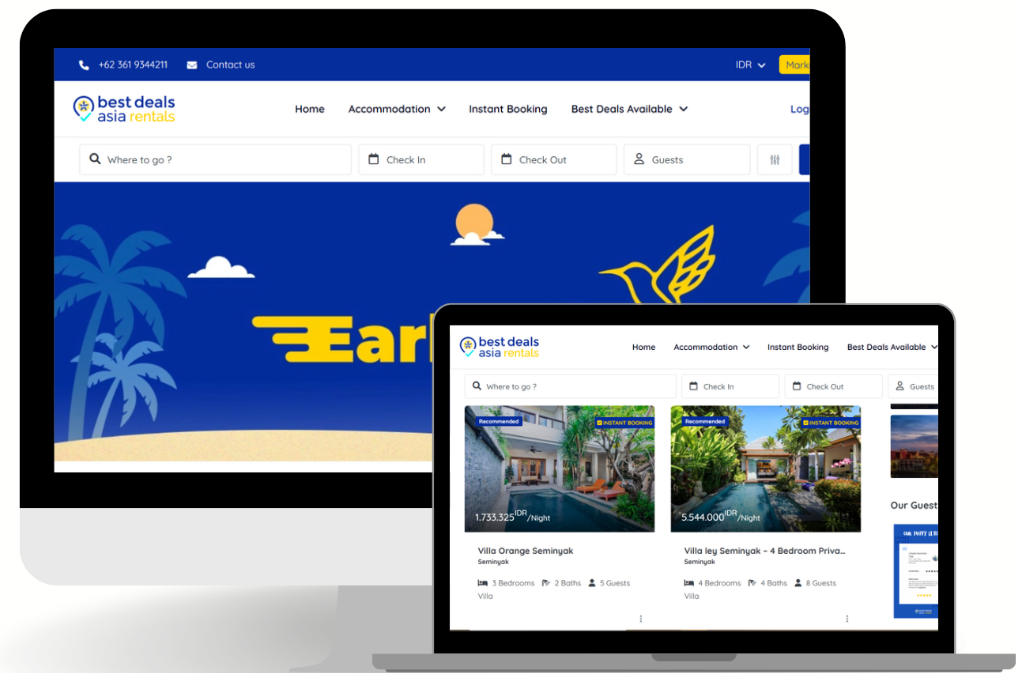 +62 361 9344211
Contact us
IDR
Mark
best deals
asia rentals
Home
Accommodation
Instant Booking
Best Deals Available
Log
Where to go ?
Check In
Check Out
Guests
Earl
best deals
asia rentals
Home
Accommodation
Instant Booking
Best Deals Available
Where to go ?
Check In
Check Out
Guests
Recommended
INSTANT BOOKING
1.733.325 IDR/Night
Villa Orange Seminyak
Seminyak
3 Bedrooms 2 Baths 5 Guests
Villa
Recommended
INSTANT BOOKING
5.544.000 IDR/Night
Villa Iey Seminyak – 4 Bedroom Priva...
Seminyak
4 Bedrooms 4 Baths 8 Guests
Villa
Our Guest